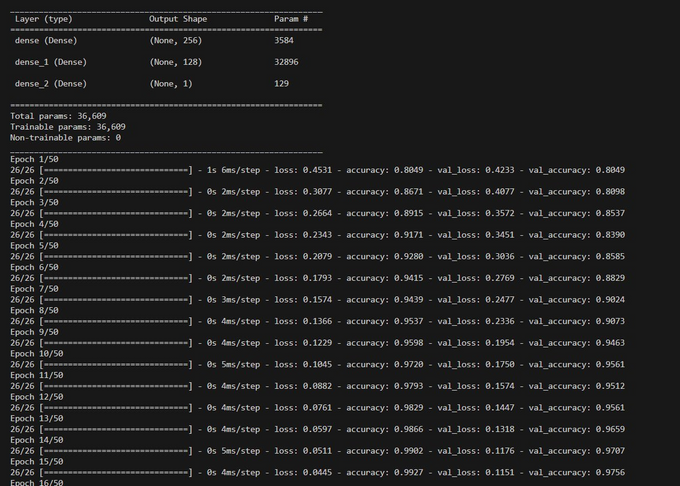 Layer (type) Output Shape Param #
dense (Dense) (None, 256) 3584
dense_1 (Dense) (None, 128) 32896
dense_2 (Dense) (None, 1) 129
Total params: 36,609
Trainable params: 36,609
Non-trainable params: 0
Epoch 1/50
26/26 [==============================] - 1s 6ms/step - loss: 0.4531 - accuracy: 0.8049 - val_loss: 0.4233 - val_accuracy: 0.8049
Epoch 2/50
26/26 [==============================] - 0s 2ms/step - loss: 0.3077 - accuracy: 0.8671 - val_loss: 0.4077 - val_accuracy: 0.8098
Epoch 3/50
26/26 [==============================] - 0s 2ms/step - loss: 0.2664 - accuracy: 0.8915 - val_loss: 0.3572 - val_accuracy: 0.8537
Epoch 4/50
26/26 [==============================] - 0s 2ms/step - loss: 0.2343 - accuracy: 0.9171 - val_loss: 0.3451 - val_accuracy: 0.8390
Epoch 5/50
26/26 [==============================] - 0s 2ms/step - loss: 0.2079 - accuracy: 0.9280 - val_loss: 0.3036 - val_accuracy: 0.8585
Epoch 6/50
26/26 [==============================] - 0s 2ms/step - loss: 0.1793 - accuracy: 0.9415 - val_loss: 0.2769 - val_accuracy: 0.8829
Epoch 7/50
26/26 [==============================] - 0s 3ms/step - loss: 0.1574 - accuracy: 0.9439 - val_loss: 0.2477 - val_accuracy: 0.9024
Epoch 8/50
26/26 [==============================] - 0s 4ms/step - loss: 0.1366 - accuracy: 0.9537 - val_loss: 0.2336 - val_accuracy: 0.9073
Epoch 9/50
26/26 [==============================] - 0s 4ms/step - loss: 0.1229 - accuracy: 0.9598 - val_loss: 0.1954 - val_accuracy: 0.9463
Epoch 10/50
26/26 [==============================] - 0s 5ms/step - loss: 0.1045 - accuracy: 0.9720 - val_loss: 0.1750 - val_accuracy: 0.9561
Epoch 11/50
26/26 [==============================] - 0s 4ms/step - loss: 0.0882 - accuracy: 0.9793 - val_loss: 0.1574 - val_accuracy: 0.9512
Epoch 12/50
26/26 [==============================] - 0s 4ms/step - loss: 0.0761 - accuracy: 0.9829 - val_loss: 0.1447 - val_accuracy: 0.9561
Epoch 13/50
26/26 [==============================] - 0s 4ms/step - loss: 0.0597 - accuracy: 0.9866 - val_loss: 0.1318 - val_accuracy: 0.9659
Epoch 14/50
26/26 [==============================] - 0s 5ms/step - loss: 0.0511 - accuracy: 0.9902 - val_loss: 0.1176 - val_accuracy: 0.9707
Epoch 15/50
26/26 [==============================] - 0s 4ms/step - loss: 0.0445 - accuracy: 0.9927 - val_loss: 0.1151 - val_accuracy: 0.9756
Epoch 16/50